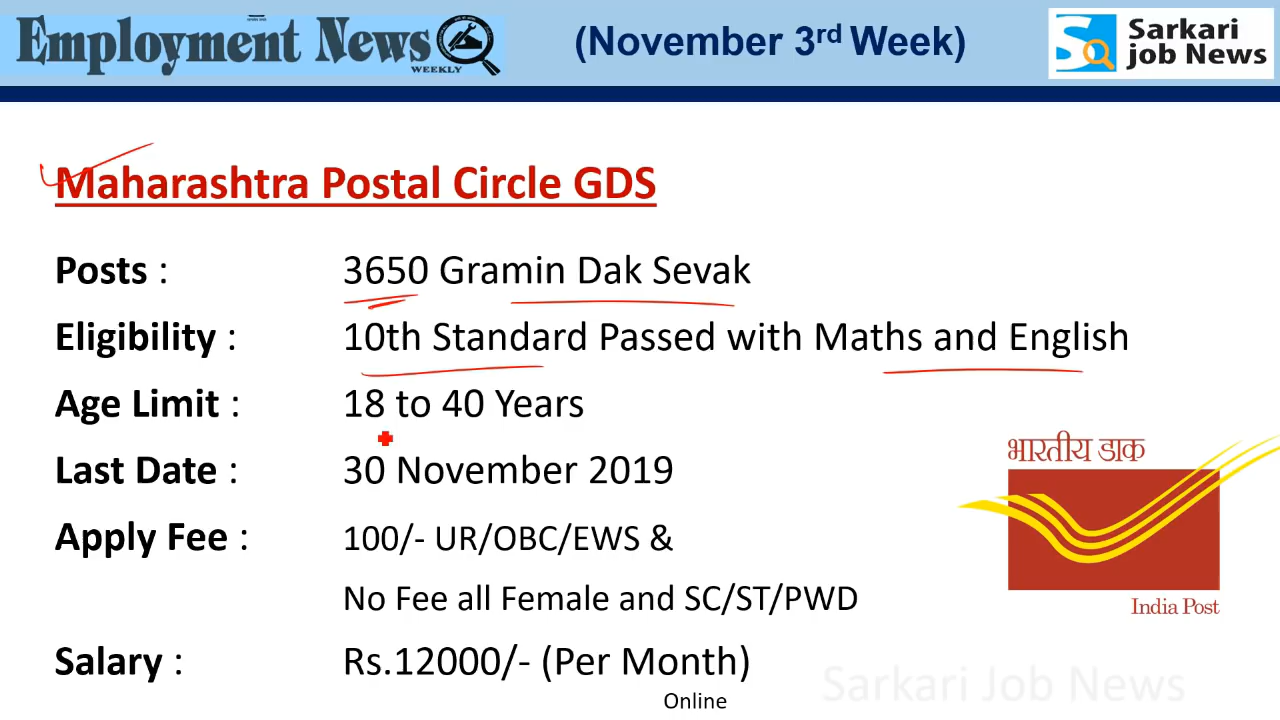 Employment News WEEKLY
(November 3rd Week)
Sarkari
job News
Maharashtra Postal Circle GDS
Posts : 3650 Gramin Dak Sevak
Eligibility : 10th Standard Passed with Maths and English
Age Limit : 18 to 40 Years
Last Date : 30 November 2019
Apply Fee : 100/- UR/OBC/EWS &
No Fee all Female and SC/ST/PWD
Salary : Rs.12000/- (Per Month)
Online
भारतीय डाक
India Post
Sarkari Job News